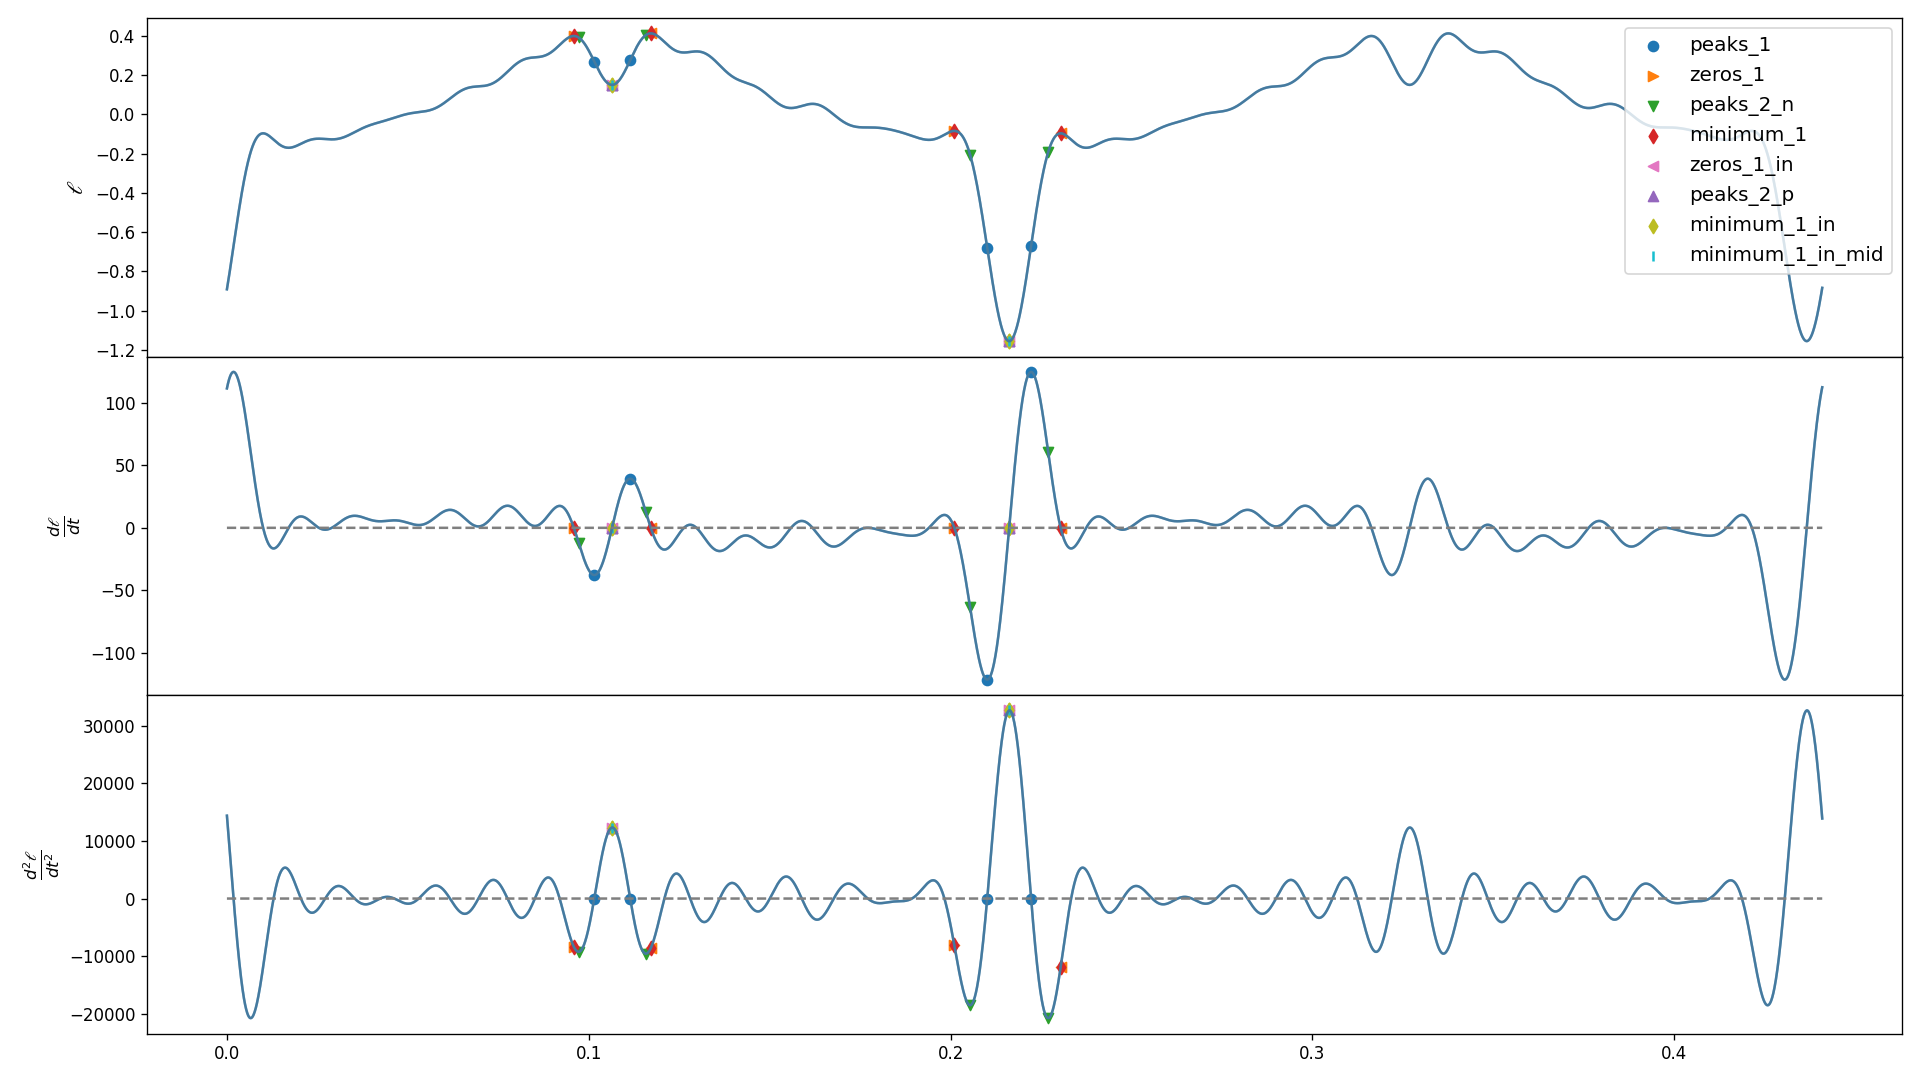 0.4
0.2
0.0
−0.2
−0.4
−0.6
−0.8
−1.0
−1.2
ℓ
peaks_1
zeros_1
peaks_2_n
minimum_1
zeros_1_in
peaks_2_p
minimum_1_in
minimum_1_in_mid
100
50
0
−50
−100
dℓ
dt
30000
20000
10000
0
−10000
−20000
d²ℓ
dt²
0.0 0.1 0.2 0.3 0.4